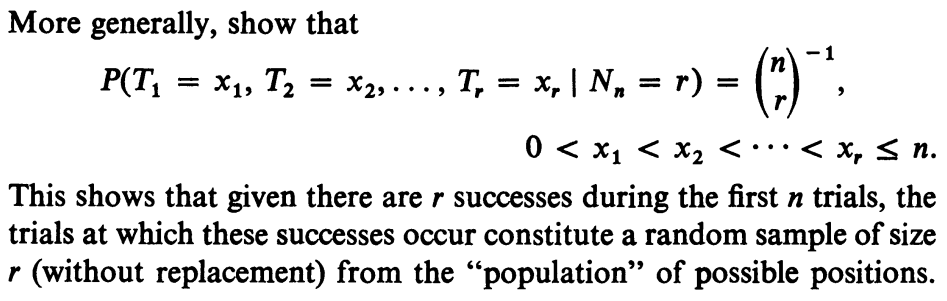 More generally, show that
P(T₁ = x₁, T₂ = x₂, . . . , Tᵣ = xᵣ | Nₙ = r) = (n r)⁻¹,
0 < x₁ < x₂ < · · · < xᵣ ≤ n.
This shows that given there are r successes during the first n trials, the
trials at which these successes occur constitute a random sample of size
r (without replacement) from the “population” of possible positions.